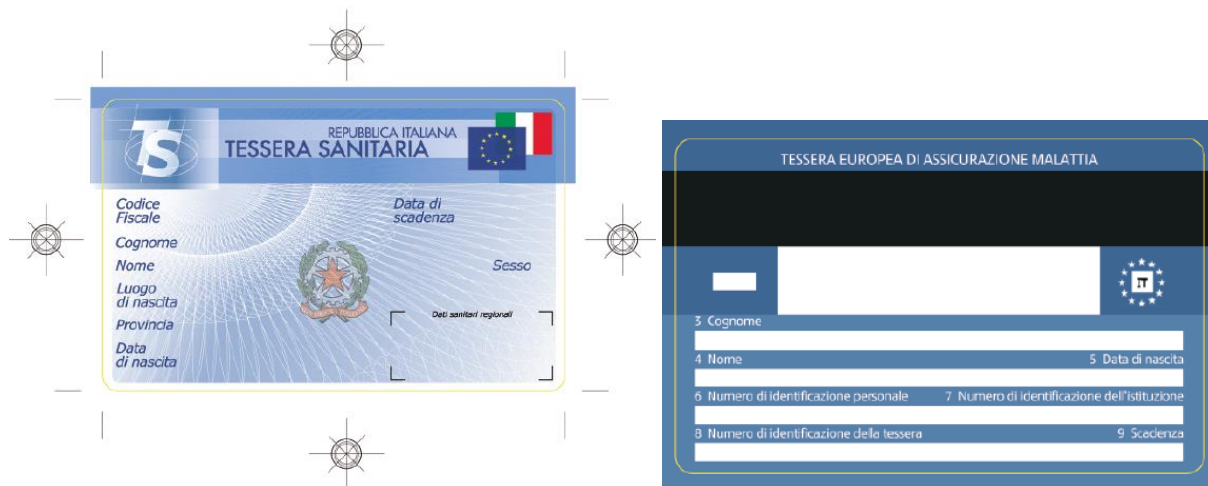 TS
REPUBBLICA ITALIANA
TESSERA SANITARIA
Codice
Fiscale
Data di
scadenza
Cognome
Nome
Sesso
Luogo
di nascita
Provincia
Dati sanitari regionali
Data
di nascita
TESSERA EUROPEA DI ASSICURAZIONE MALATTIA
IT
3 Cognome
4 Nome
5 Data di nascita
6 Numero di identificazione personale
7 Numero di identificazione dell'istituzione
8 Numero di identificazione della tessera
9 Scadenza